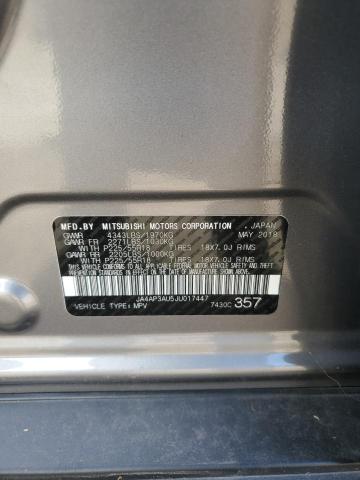 MFD.BY MITSUBISHI MOTORS CORPORATION. JAPAN
GVWR 4343LBS/1970KG MAY 2018
GAWR FR 2271LBS/1030KG
WITH P225/55R18 TIRES 18X7.0J RIMS
GAWR RR 2205LBS/1000KG
WITH P225/55R18 TIRES 18X7.0J RIMS
JA4AP3AU5JU017447
VEHICLE TYPE: MPV 7430C 357